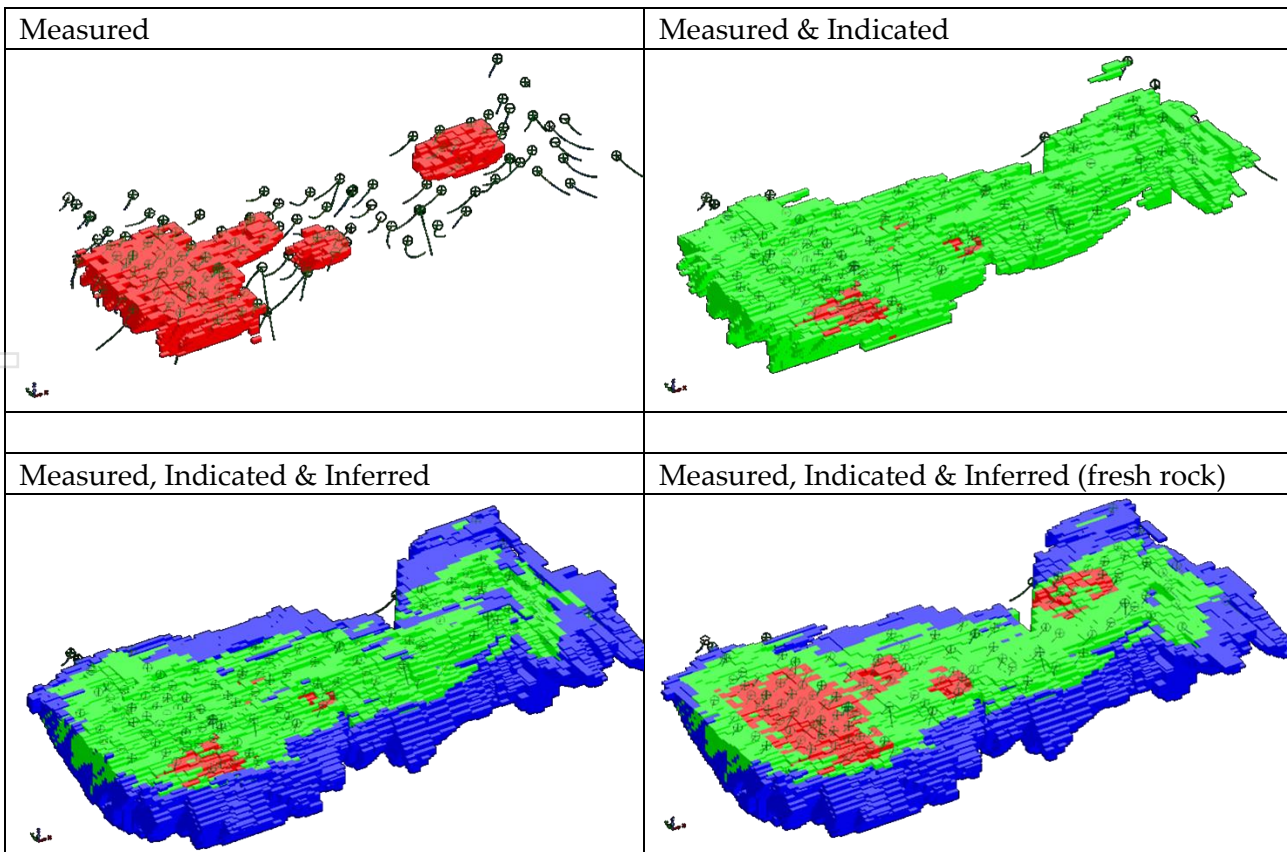 Measured
Measured & Indicated
Measured, Indicated & Inferred
Measured, Indicated & Inferred (fresh rock)